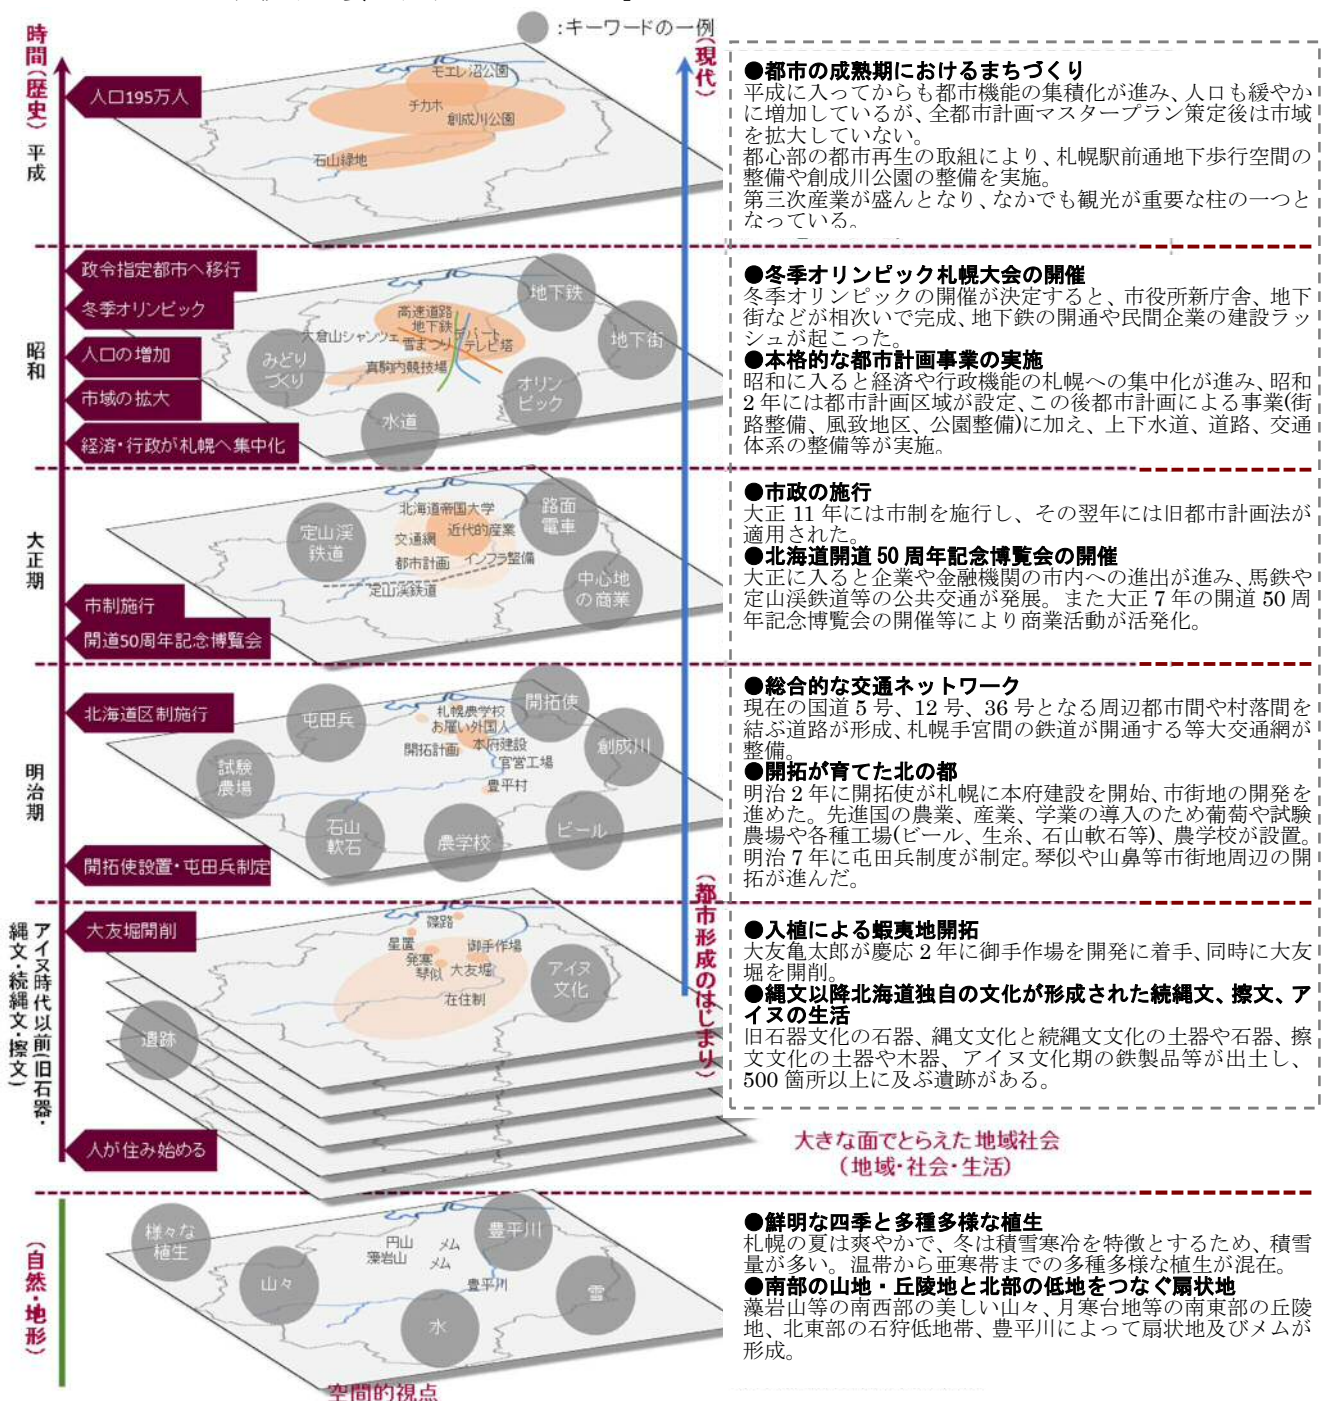 ：キーワードの一例
時間（歴史）
（現代）
平成
人口195万人
モエレ沼公園
チカホ
創成川公園
石山緑地
●都市の成熟期におけるまちづくり
平成に入ってからも都市機能の集積化が進み、人口も緩やか
に増加しているが、全都市計画マスタープラン策定後は市域
を拡大していない。
都心部の都市再生の取組により、札幌駅前通地下歩行空間の
整備や創成川公園の整備を実施。
第三次産業が盛んとなり、なかでも観光が重要な柱の一つと
なっている。
昭和
政令指定都市へ移行
冬季オリンピック
人口の増加
市域の拡大
経済・行政が札幌へ集中化
地下鉄
地下街
みどり
づくり
オリン
ピック
水道
高速道路
地下鉄
大倉山シャンツェ
デパート
雪まつり
テレビ塔
真駒内競技場
●冬季オリンピック札幌大会の開催
冬季オリンピックの開催が決定すると、市役所新庁舎、地下
街などが相次いで完成、地下鉄の開通や民間企業の建設ラッ
シュが起こった。
●本格的な都市計画事業の実施
昭和に入ると経済や行政機能の札幌への集中化が進み、昭和
2 年には都市計画区域が設定、この後都市計画による事業(街
路整備、風致地区、公園整備)に加え、上下水道、道路、交通
体系の整備等が実施。
大正期
市制施行
開道50周年記念博覧会
定山渓
鉄道
路面
電車
中心地
の商業
北海道帝国大学
近代的産業
交通網
都市計画
インフラ整備
定山渓鉄道
●市政の施行
大正 11 年には市制を施行し、その翌年には旧都市計画法が
適用された。
●北海道開道 50 周年記念博覧会の開催
大正に入ると企業や金融機関の市内への進出が進み、馬鉄や
定山渓鉄道等の公共交通が発展。また大正 7 年の開道 50 周
年記念博覧会の開催等により商業活動が活発化。
明治期
北海道区制施行
開拓使設置・屯田兵制定
屯田兵
開拓使
創成川
試験
農場
石山
軟石
農学校
ビール
札幌農学校
お雇い外国人
開拓計画
本府建設
官営工場
豊平村
●総合的な交通ネットワーク
現在の国道 5 号、12 号、36 号となる周辺都市間や村落間を
結ぶ道路が形成、札幌手宮間の鉄道が開通する等大交通網が
整備。
●開拓が育てた北の都
明治 2 年に開拓使が札幌に本府建設を開始、市街地の開発を
進めた。先進国の農業、産業、学業の導入のため葡萄や試験
農場や各種工場(ビール、生糸、石山軟石等)、農学校が設置。
明治 7 年に屯田兵制度が制定。琴似や山鼻等市街地周辺の開
拓が進んだ。
アイヌ時代以前（旧石器・
縄文・続縄文・擦文）
（都市形成のはじまり）
大友堀開削
人が住み始める
遺跡
アイヌ
文化
篠路
星置
発寒
琴似
御手作場
大友堀
在住制
●入植による蝦夷地開拓
大友亀太郎が慶応 2 年に御手作場を開発に着手、同時に大友
堀を開削。
●縄文以降北海道独自の文化が形成された続縄文、擦文、ア
イヌの生活
旧石器文化の石器、縄文文化と続縄文文化の土器や石器、擦
文文化の土器や木器、アイヌ文化期の鉄製品等が出土し、
500 箇所以上に及ぶ遺跡がある。
大きな面でとらえた地域社会
（地域・社会・生活）
（自然・地形）
様々な
植生
山々
水
豊平川
雪
円山
藻岩山
メム
メム
豊平川
●鮮明な四季と多種多様な植生
札幌の夏は爽やかで、冬は積雪寒冷を特徴とするため、積雪
量が多い。温帯から亜寒帯までの多種多様な植生が混在。
●南部の山地・丘陵地と北部の低地をつなぐ扇状地
藻岩山等の南西部の美しい山々、月寒台地等の南東部の丘陵
地、北東部の石狩低地帯、豊平川によって扇状地及びメムが
形成。
空間的視点